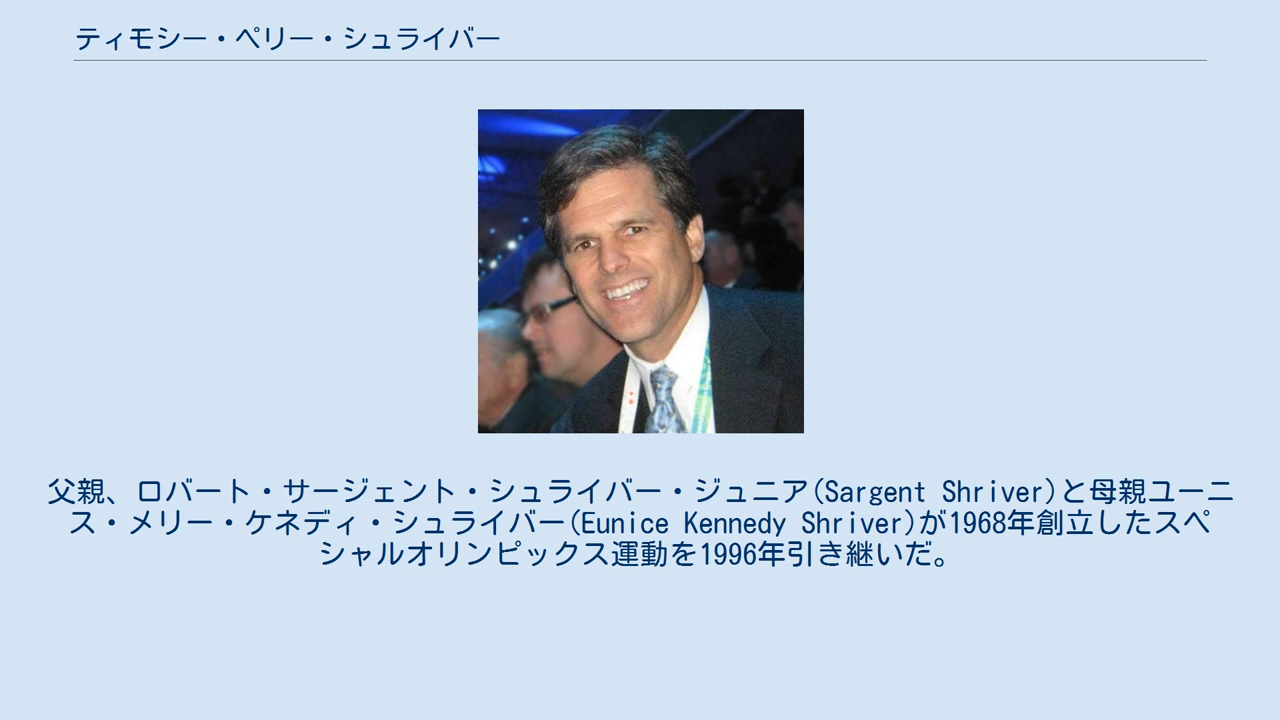 ティモシー・ペリー・シュライバー
父親、ロバート・サージェント・シュライバー・ジュニア(Sargent Shriver)と母親ユーニ
ス・メリー・ケネディ・シュライバー(Eunice Kennedy Shriver)が1968年創立したスペ
シャルオリンピックス運動を1996年引き継いだ。